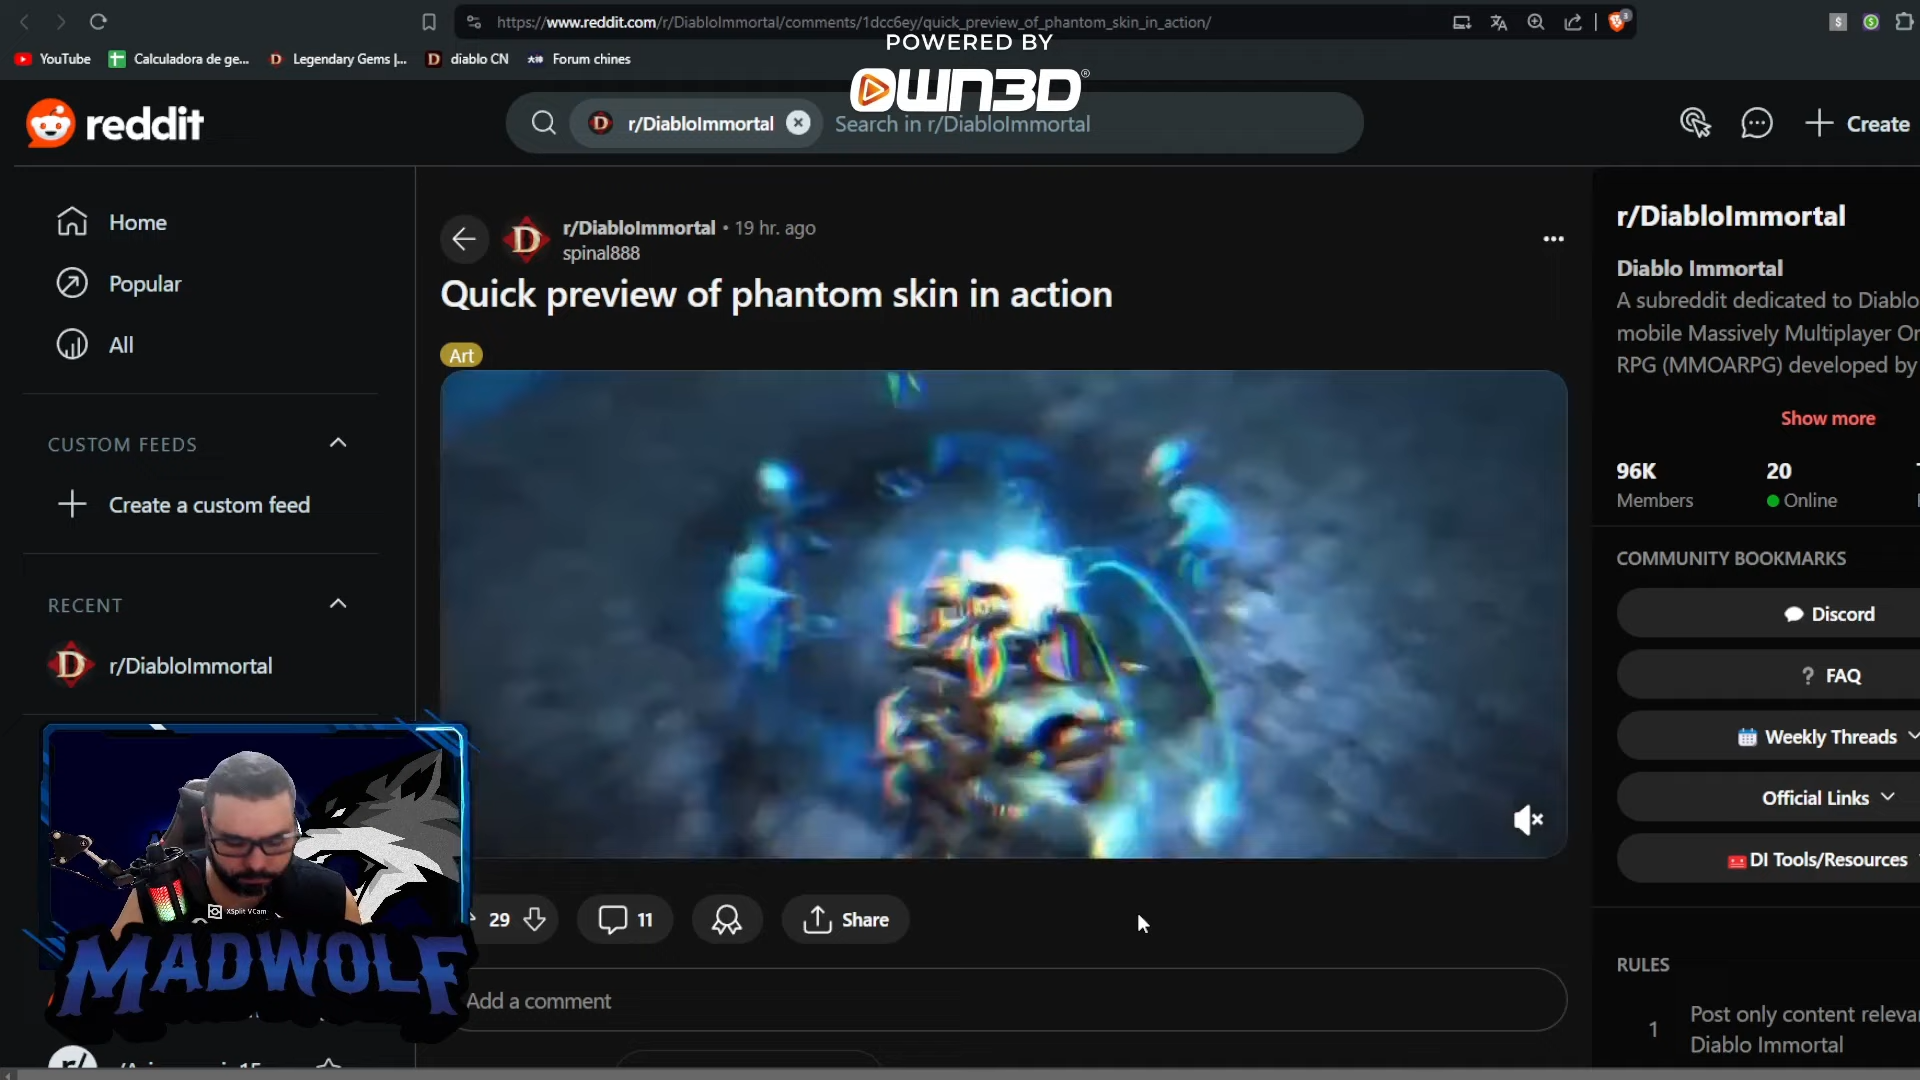 https://www.reddit.com/r/DiabloImmortal/comments/1dcc6ey/quick_preview_of_phantom_skin_in_action/
YouTube
Calculadora de ge...
Legendary Gems |...
diablo CN
Forum chines
POWERED BY
OWN3D
reddit
r/DiabloImmortal
Search in r/DiabloImmortal
Create
Home
Popular
All
CUSTOM FEEDS
Create a custom feed
RECENT
r/DiabloImmortal
r/DiabloImmortal • 19 hr. ago
spinal888
Quick preview of phantom skin in action
Art
29
11
Share
Add a comment
XSplit VCam
MADWOLF
r/DiabloImmortal
Diablo Immortal
A subreddit dedicated to Diablo
mobile Massively Multiplayer On
RPG (MMOARPG) developed by
Show more
96K
Members
20
Online
COMMUNITY BOOKMARKS
Discord
FAQ
Weekly Threads
Official Links
DI Tools/Resources
RULES
1
Post only content relevan
Diablo Immortal